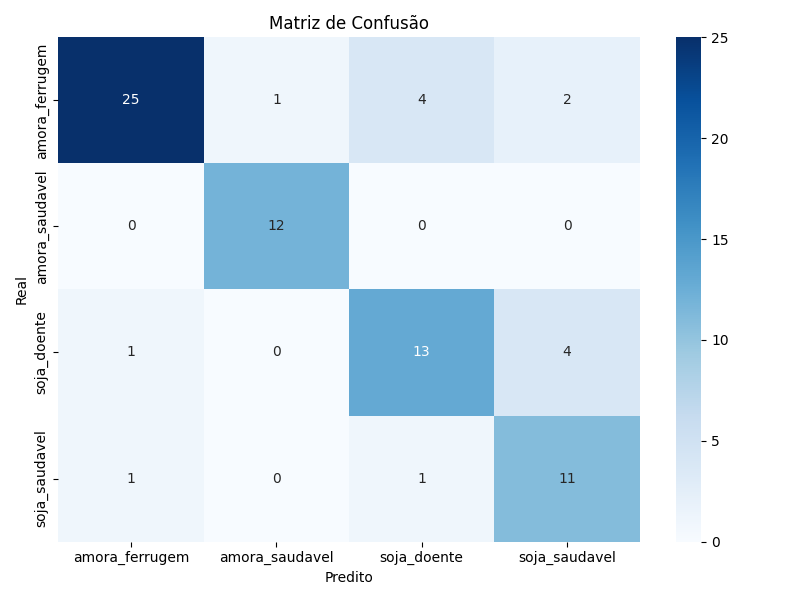 Matriz de Confusão
Real
amora_ferrugem
25 1 4 2
amora_saudavel
0 12 0 0
soja_doente
1 0 13 4
soja_saudavel
1 0 1 11
amora_ferrugem amora_saudavel soja_doente soja_saudavel
Predito
25
20
15
10
5
0